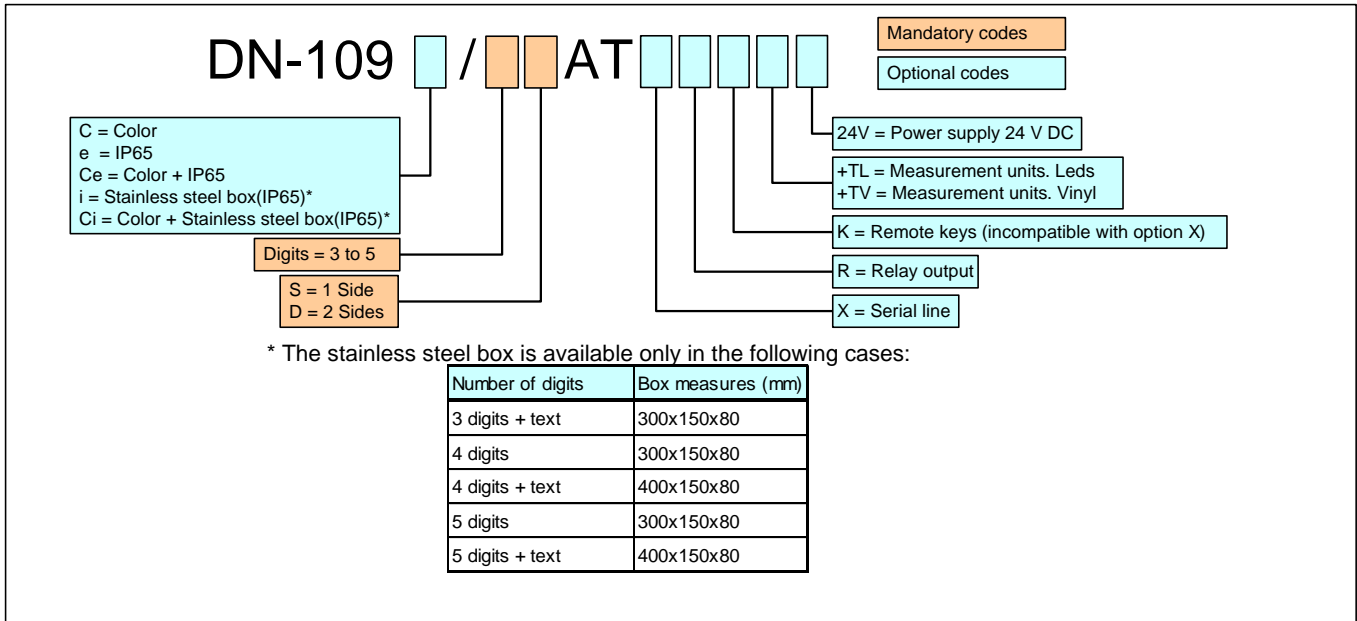 DN-109 / AT
Mandatory codes
Optional codes
C = Color
e = IP65
Ce = Color + IP65
i = Stainless steel box(IP65)*
Ci = Color + Stainless steel box(IP65)*
Digits = 3 to 5
S = 1 Side
D = 2 Sides
24V = Power supply 24 V DC
+TL = Measurement units. Leds
+TV = Measurement units. Vinyl
K = Remote keys (incompatible with option X)
R = Relay output
X = Serial line
* The stainless steel box is available only in the following cases:
Number of digits Box measures (mm)
3 digits + text 300x150x80
4 digits 300x150x80
4 digits + text 400x150x80
5 digits 300x150x80
5 digits + text 400x150x80